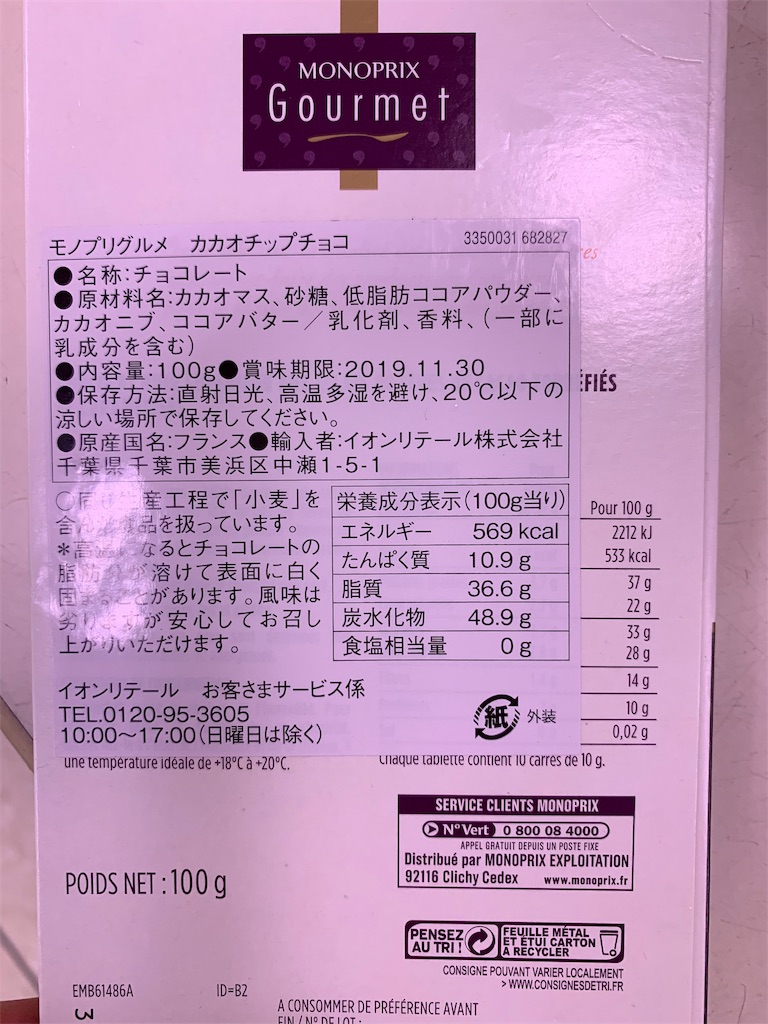 MONOPRIX
Gourmet
モノプリグルメ カカオチップチョコ 3350031 682827
●名称:チョコレート
●原材料名:カカオマス、砂糖、低脂肪ココアパウダー、
カカオニブ、ココアバター/乳化剤、香料、(一部に
乳成分を含む)
●内容量:100g●賞味期限:2019.11.30
●保存方法:直射日光、高温多湿を避け、20℃以下の
涼しい場所で保存してください。
●原産国名:フランス●輸入者:イオンリテール株式会社
千葉県千葉市美浜区中瀬1-5-1
産工程で「小麦」を
品を扱っています。
なるとチョコレートの
が溶けて表面に白く
とがあります。風味は
が安心してお召し
上がりいただけます。
栄養成分表示(100g当り)
エネルギー 569 kcal
たんぱく質 10.9 g
脂質 36.6 g
炭水化物 48.9 g
食塩相当量 0 g
イオンリテール お客さまサービス係
TEL.0120-95-3605
10:00〜17:00(日曜日は除く)
紙 外装
ÉFIÉS
Pour 100 g
2212 kJ
533 kcal
37 g
22 g
33 g
28 g
14 g
10 g
0,02 g
une température idéale de +18°C à +20°C.
Chaque tablette contient 10 carrés de 10 g.
SERVICE CLIENTS MONOPRIX
N° Vert 0 800 08 4000
APPEL GRATUIT DEPUIS UN POSTE FIXE
Distribué par MONOPRIX EXPLOITATION
92116 Clichy Cedex www.monoprix.fr
POIDS NET : 100 g
PENSEZ
AU TRI !
FEUILLE MÉTAL
ET ÉTUI CARTON
À RECYCLER
CONSIGNE POUVANT VARIER LOCALEMENT
> WWW.CONSIGNESDETRI.FR
EMB61486A ID=B2
3
A CONSOMMER DE PRÉFÉRENCE AVANT
FIN / N° DE LOT :